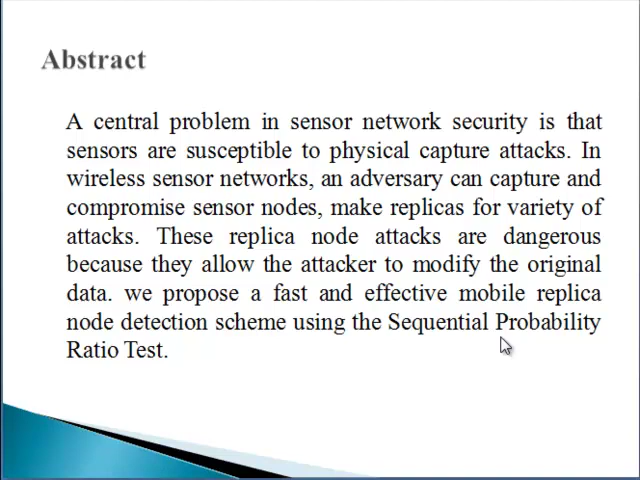 Abstract
A central problem in sensor network security is that
sensors are susceptible to physical capture attacks. In
wireless sensor networks, an adversary can capture and
compromise sensor nodes, make replicas for variety of
attacks. These replica node attacks are dangerous
because they allow the attacker to modify the original
data. we propose a fast and effective mobile replica
node detection scheme using the Sequential Probability
Ratio Test.